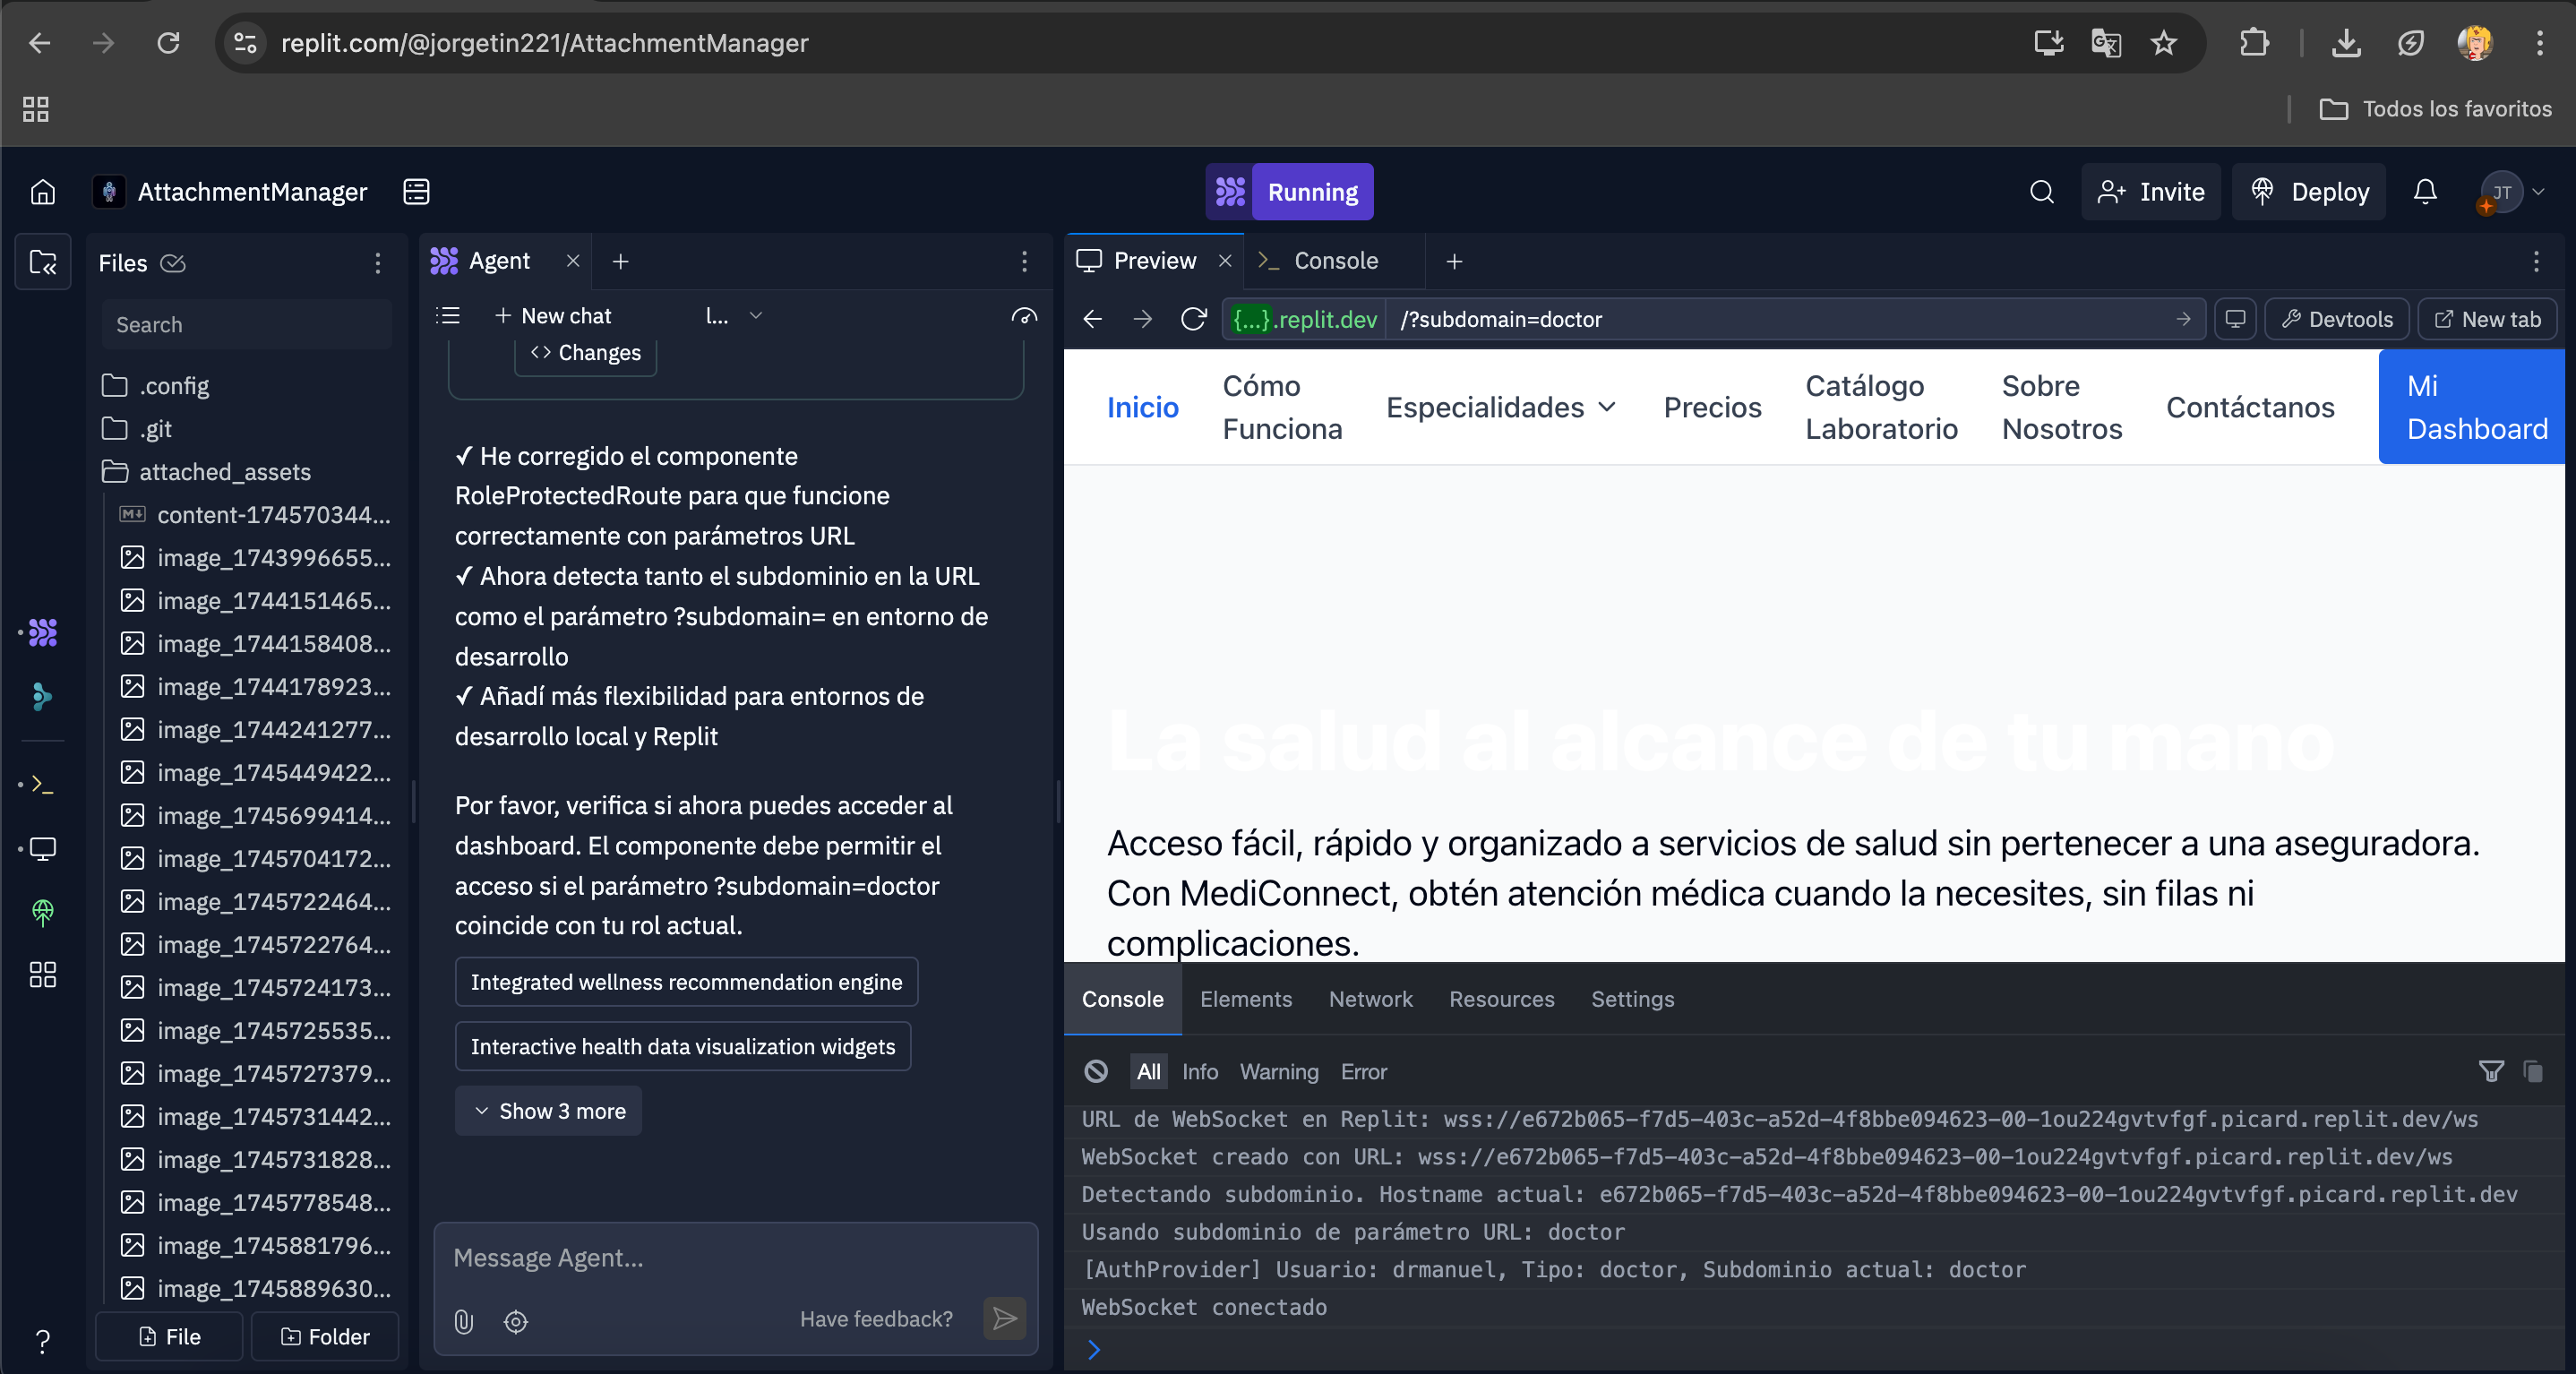 replit.com/@jorgetin221/AttachmentManager
Todos los favoritos
AttachmentManager
Running
Invite
Deploy
JT
Files
Search
.config
.git
attached_assets
content-174570344...
image_1743996655...
image_1744151465...
image_1744158408...
image_1744178923...
image_1744241277...
image_1745449422...
image_1745699414...
image_1745704172...
image_1745722464...
image_1745722764...
image_1745724173...
image_1745725535...
image_1745727379...
image_1745731442...
image_1745731828...
image_1745778548...
image_1745881796...
image_1745889630...
File
Folder
Agent
New chat
l...
<> Changes
✓ He corregido el componente
RoleProtectedRoute para que funcione
correctamente con parámetros URL
✓ Ahora detecta tanto el subdominio en la URL
como el parámetro ?subdomain= en entorno de
desarrollo
✓ Añadí más flexibilidad para entornos de
desarrollo local y Replit
Por favor, verifica si ahora puedes acceder al
dashboard. El componente debe permitir el
acceso si el parámetro ?subdomain=doctor
coincide con tu rol actual.
Integrated wellness recommendation engine
Interactive health data visualization widgets
Show 3 more
Message Agent...
Have feedback?
Preview
Console
{...}.replit.dev
/?subdomain=doctor
Devtools
New tab
Inicio
Cómo
Funciona
Especialidades
Precios
Catálogo
Laboratorio
Sobre
Nosotros
Contáctanos
Mi
Dashboard
La salud al alcance de tu mano
Acceso fácil, rápido y organizado a servicios de salud sin pertenecer a una aseguradora.
Con MediConnect, obtén atención médica cuando la necesites, sin filas ni
complicaciones.
Console
Elements
Network
Resources
Settings
All
Info
Warning
Error
URL de WebSocket en Replit: wss://e672b065-f7d5-403c-a52d-4f8bbe094623-00-1ou224gvtvfgf.picard.replit.dev/ws
WebSocket creado con URL: wss://e672b065-f7d5-403c-a52d-4f8bbe094623-00-1ou224gvtvfgf.picard.replit.dev/ws
Detectando subdominio. Hostname actual: e672b065-f7d5-403c-a52d-4f8bbe094623-00-1ou224gvtvfgf.picard.replit.dev
Usando subdominio de parámetro URL: doctor
[AuthProvider] Usuario: drmanuel, Tipo: doctor, Subdominio actual: doctor
WebSocket conectado